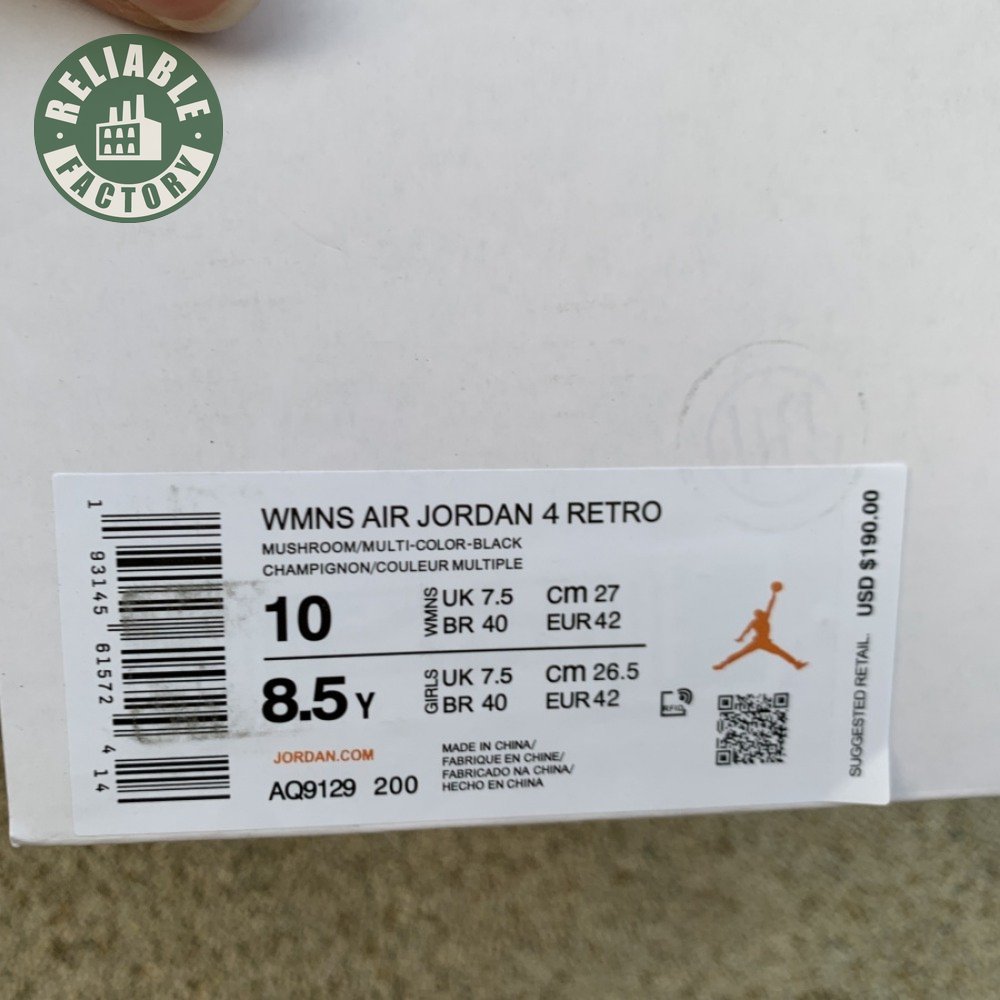 RELIABLE
FACTORY
WMNS AIR JORDAN 4 RETRO
MUSHROOM/MULTI-COLOR-BLACK
CHAMPIGNON/COULEUR MULTIPLE
10
WMNS
UK 7.5 cm 27
BR 40 EUR 42
8.5 Y
GIRLS
UK 7.5 cm 26.5
BR 40 EUR 42
RFID
JORDAN.COM
AQ9129 200
MADE IN CHINA/
FABRIQUE EN CHINE/
FABRICADO NA CHINA/
HECHO EN CHINA
SUGGESTED RETAIL USD $190.00
1 93145 61572 4 14